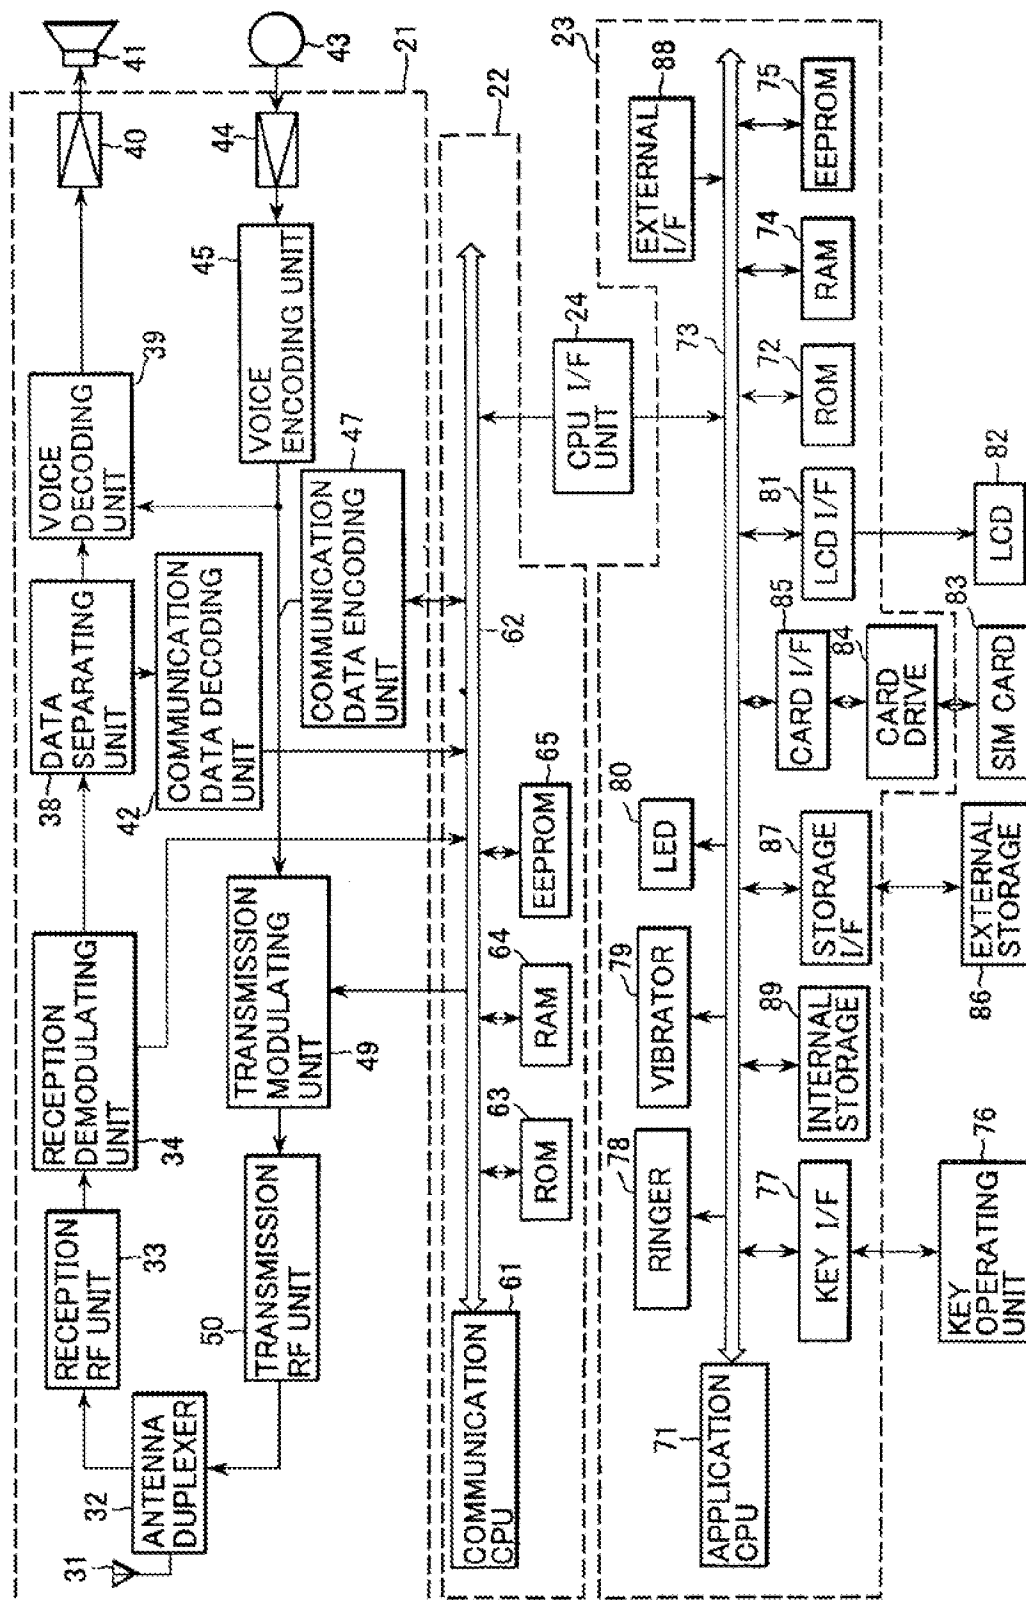 41
40
39
VOICE
DECODING
UNIT
38
DATA
SEPARATING
UNIT
RECEPTION
DEMODULATING
UNIT
34
RECEPTION
RF UNIT
33
31
32
ANTENNA
DUPLEXER
42
COMMUNICATION
DATA DECODING
UNIT
43
44
45
VOICE
ENCODING UNIT
47
COMMUNICATION
DATA ENCODING
UNIT
TRANSMISSION
MODULATING
UNIT
49
50
TRANSMISSION
RF UNIT
21
22
COMMUNICATION
CPU
61
62
63
ROM
64
RAM
65
EEPROM
24
CPU I/F
UNIT
23
88
EXTERNAL
I/F
80
LED
79
VIBRATOR
78
RINGER
71
APPLICATION
CPU
73
77
KEY I/F
89
INTERNAL
STORAGE
87
STORAGE
I/F
85
CARD I/F
84
CARD
DRIVE
81
LCD I/F
72
ROM
74
RAM
75
EEPROM
76
KEY
OPERATING
UNIT
86
EXTERNAL
STORAGE
83
SIM CARD
82
LCD